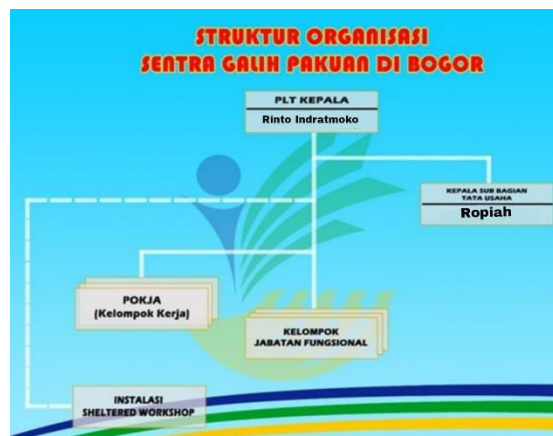 STRUKTUR ORGANISASI
SENTRA GALIH PAKUAN DI BOGOR
PLT KEPALA
Rinto Indratmoko
KEPALA SUB BAGIAN
TATA USAHA
Ropiah
POKJA
(Kelompok Kerja)
KELOMPOK
JABATAN FUNGSIONAL
INSTALASI
SHELTERED WORKSHOP